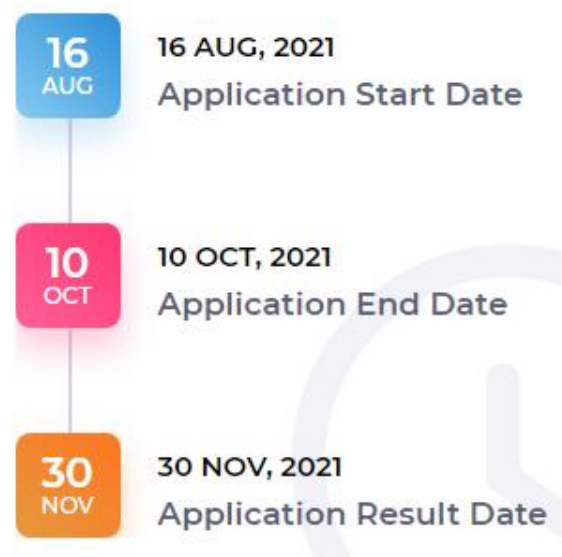 16
AUG
16 AUG, 2021
Application Start Date
10
OCT
10 OCT, 2021
Application End Date
30
NOV
30 NOV, 2021
Application Result Date